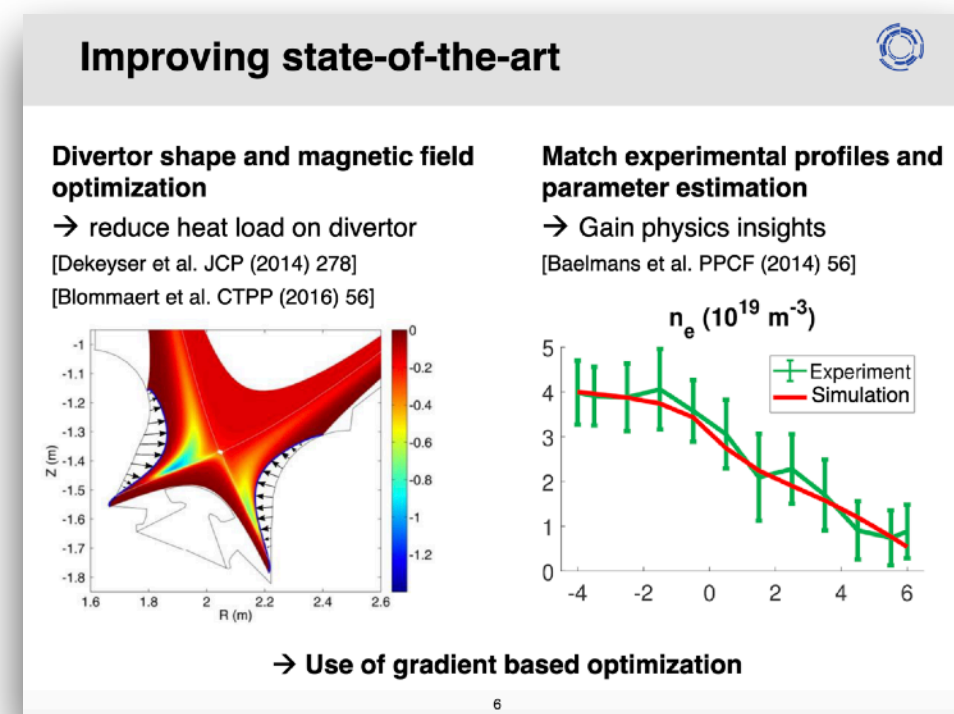 Improving state-of-the-art
Divertor shape and magnetic field
optimization
→ reduce heat load on divertor
[Dekeyser et al. JCP (2014) 278]
[Blommaert et al. CTPP (2016) 56]
-1
-1.1
-1.2
-1.3
-1.4
-1.5
-1.6
-1.7
-1.8
Z (m)
1.6 1.8 2 2.2 2.4 2.6
R (m)
0
-0.2
-0.4
-0.6
-0.8
-1
-1.2
Match experimental profiles and
parameter estimation
→ Gain physics insights
[Baelmans et al. PPCF (2014) 56]
n_e (10^19 m^-3)
5
4
3
2
1
0
Experiment
Simulation
-4 -2 0 2 4 6
→ Use of gradient based optimization
6